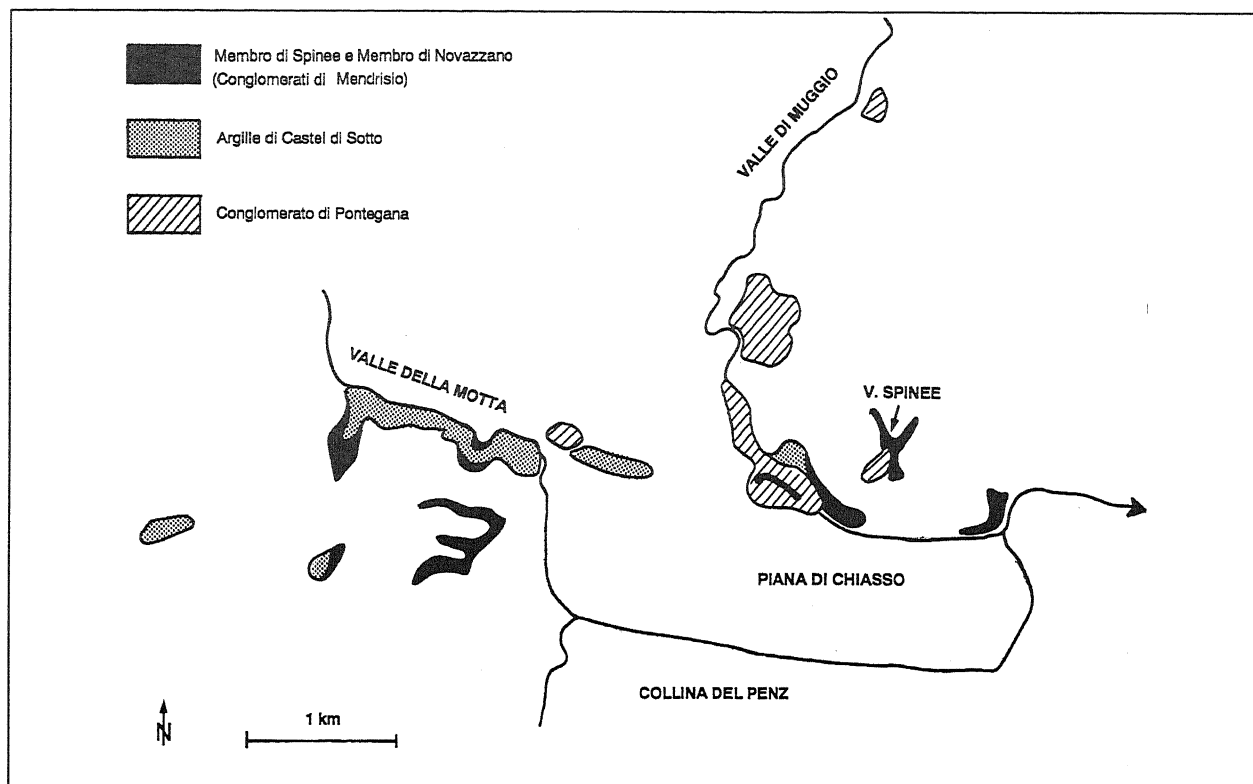 Membro di Spinee e Membro di Novazzano
(Conglomerati di Mendrisio)
Argille di Castel di Sotto
Conglomerato di Pontegana
VALLE DI MUGGIO
VALLE DELLA MOTTA
V. SPINEE
PIANA DI CHIASSO
COLLINA DEL PENZ
N
1 km